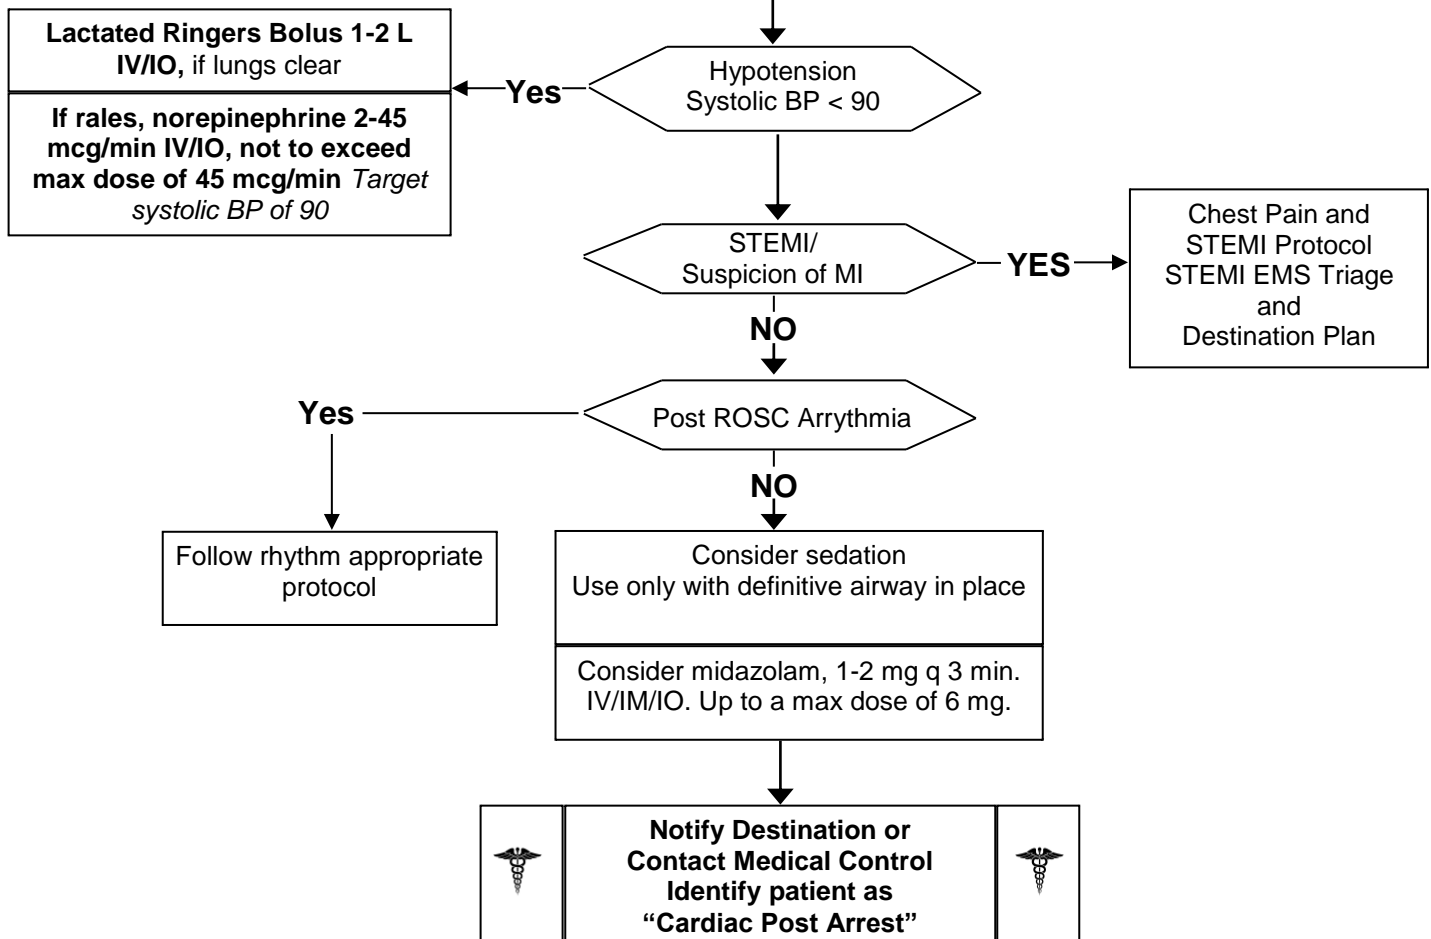 Lactated Ringers Bolus 1-2 L
IV/IO, if lungs clear
If rales, norepinephrine 2-45
mcg/min IV/IO, not to exceed
max dose of 45 mcg/min Target
systolic BP of 90
Yes
Hypotension
Systolic BP < 90
STEMI/
Suspicion of MI
YES
Chest Pain and
STEMI Protocol
STEMI EMS Triage
and
Destination Plan
NO
Yes
Post ROSC Arrythmia
NO
Follow rhythm appropriate
protocol
Consider sedation
Use only with definitive airway in place
Consider midazolam, 1-2 mg q 3 min.
IV/IM/IO. Up to a max dose of 6 mg.
Notify Destination or
Contact Medical Control
Identify patient as
“Cardiac Post Arrest”